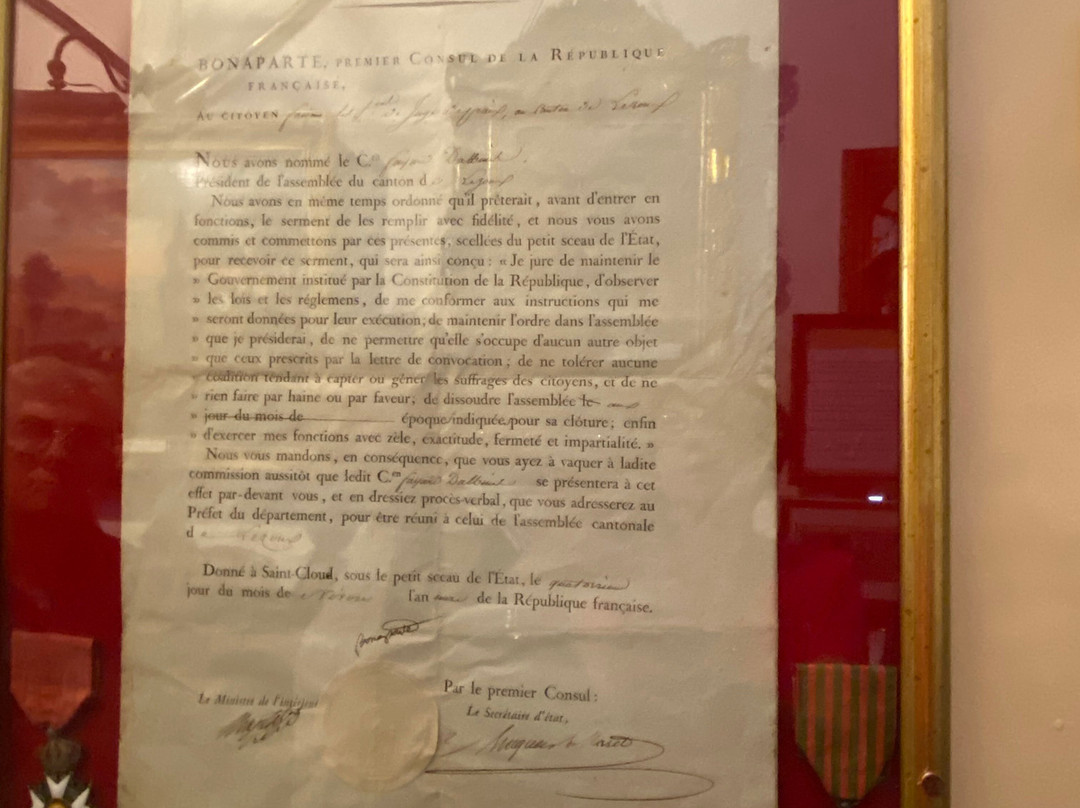 BONAPARTE, PREMIER CONSUL DE LA RÉPUBLIQUE
FRANÇAISE,
AU CITOYEN
Nous avons nommé le C.en
Président de l'assemblée du canton de Lezoux
Nous avons en même temps ordonné qu'il prêterait, avant d'entrer en
fonctions, le serment de les remplir avec fidélité, et nous vous avons
commis et commettons par ces présentes, scellées du petit sceau de l'État,
pour recevoir ce serment, qui sera ainsi conçu : « Je jure de maintenir le
» Gouvernement institué par la Constitution de la République, d'observer
» les lois et les réglemens, de me conformer aux instructions qui me
» seront données pour leur exécution; de maintenir l'ordre dans l'assemblée
» que je présiderai, de ne permettre qu'elle s'occupe d'aucun autre objet
» que ceux prescrits par la lettre de convocation; de ne tolérer aucune
» coalition tendant à capter ou gêner les suffrages des citoyens, et de ne
» rien faire par haine ou par faveur; de dissoudre l'assemblée le
» jour du mois de époque indiquée pour sa clôture; enfin
» d'exercer mes fonctions avec zèle, exactitude, fermeté et impartialité. »
Nous vous mandons, en conséquence, que vous ayez à vaquer à ladite
commission aussitôt que ledit C.en se présentera à cet
effet par-devant vous, et en dressiez procès-verbal, que vous adresserez au
Préfet du département, pour être réuni à celui de l'assemblée cantonale
de Lezoux
Donné à Saint-Cloud, sous le petit sceau de l'État, le
jour du mois de l'an de la République française.
Bonaparte
Le Ministre de l'intérieur
Par le premier Consul :
Le Secrétaire d'état,
Hugues B. Maret